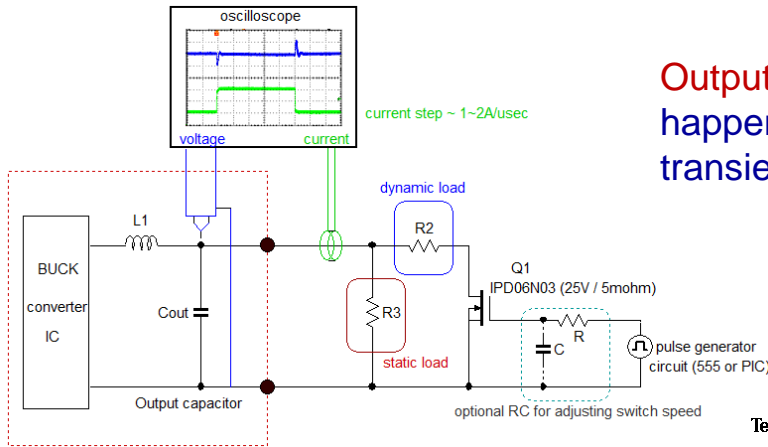 oscilloscope
Output
happen
transie
current step ~ 1~2A/usec
voltage
current
dynamic load
L1
R2
Q1
IPD06N03 (25V / 5mohm)
BUCK
converter
IC
Cout
R3
R
C
pulse generator
circuit (555 or PIC)
static load
Output capacitor
optional RC for adjusting switch speed
Te